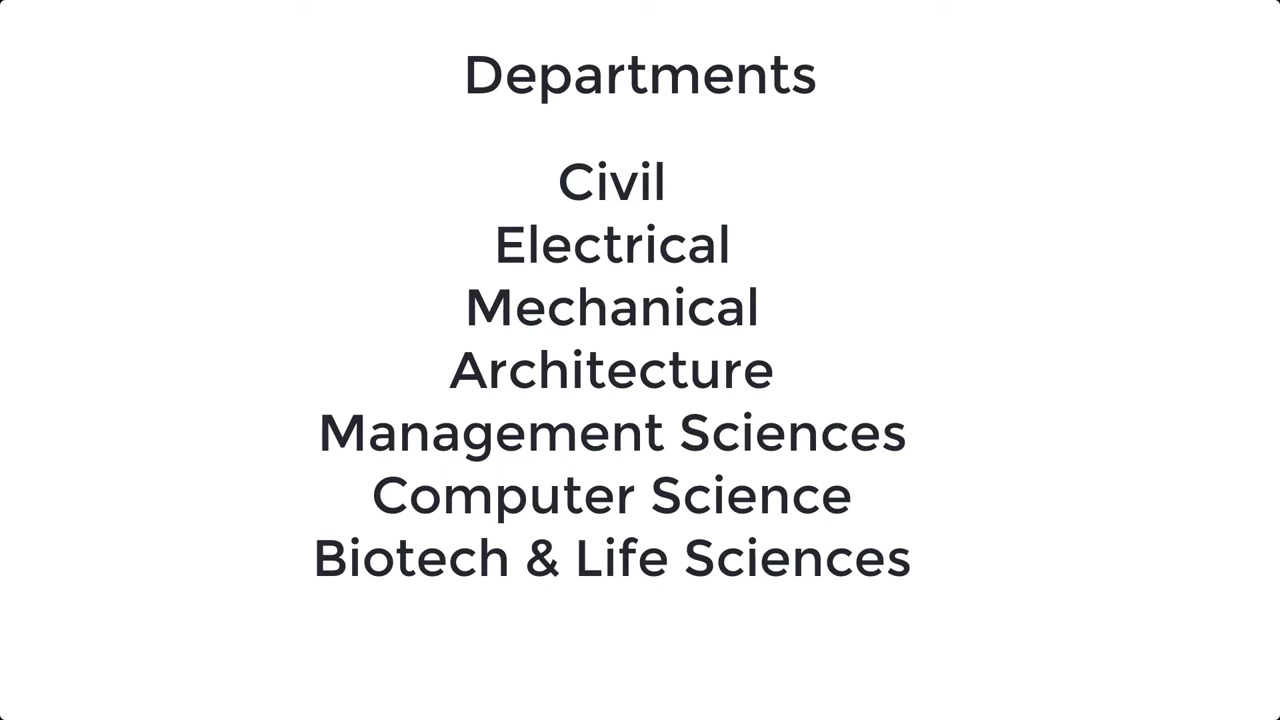 Departments
Civil
Electrical
Mechanical
Architecture
Management Sciences
Computer Science
Biotech & Life Sciences